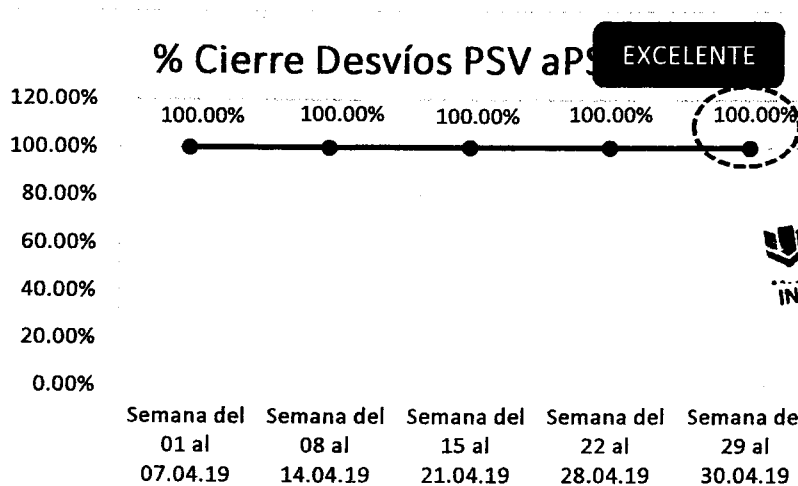 % Cierre Desvíos PSV
EXCELENTE
120.00%
100.00%
80.00%
60.00%
40.00%
20.00%
0.00%
100.00% 100.00% 100.00% 100.00% 100.00%
Semana del Semana del Semana del Semana del Semana
01 al 08 al 15 al 22 al 29 al
07.04.19 14.04.19 21.04.19 28.04.19 30.04.19